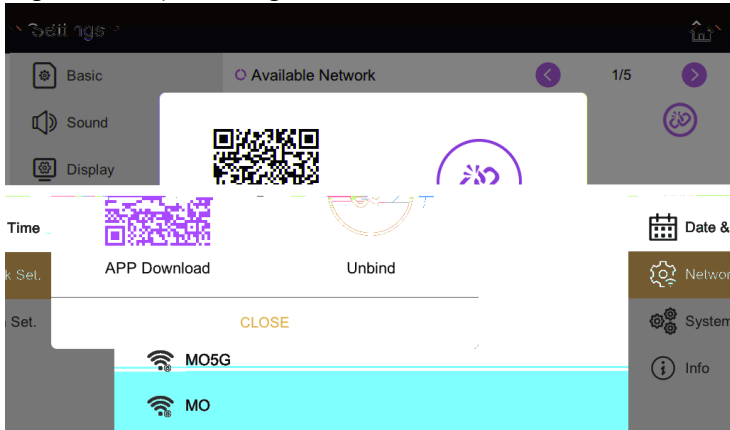 Settings
Basic
Available Network
1/5
Sound
Display
Time
Date &
APP Download
Unbind
k Set.
Networ
Set.
CLOSE
System
MO5G
Info
MO